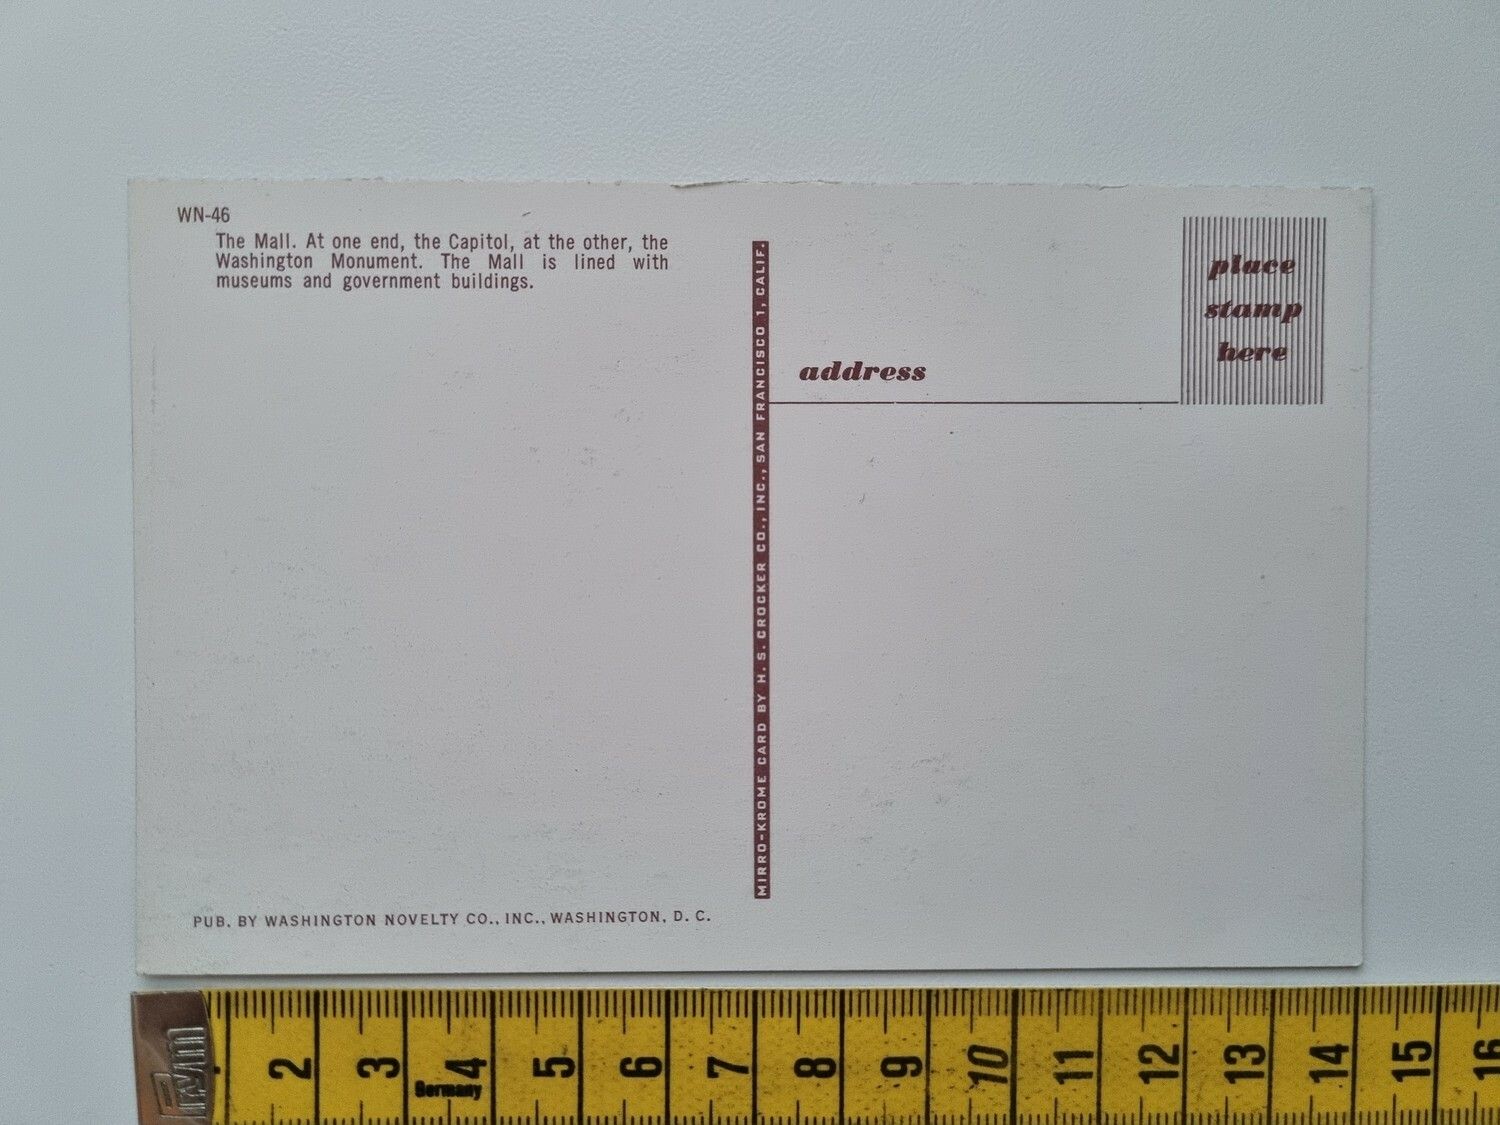 WN-46
The Mall. At one end, the Capitol, at the other, the
Washington Monument. The Mall is lined with
museums and government buildings.
place
stamp
here
address
MIRRO-KROME CARD BY H. S. CROCKER CO., INC., SAN FRANCISCO 1, CALIF.
PUB. BY WASHINGTON NOVELTY CO., INC., WASHINGTON, D. C.
2 3 4 5 6 7 8 9 10 11 12 13 14 15 16
Germany